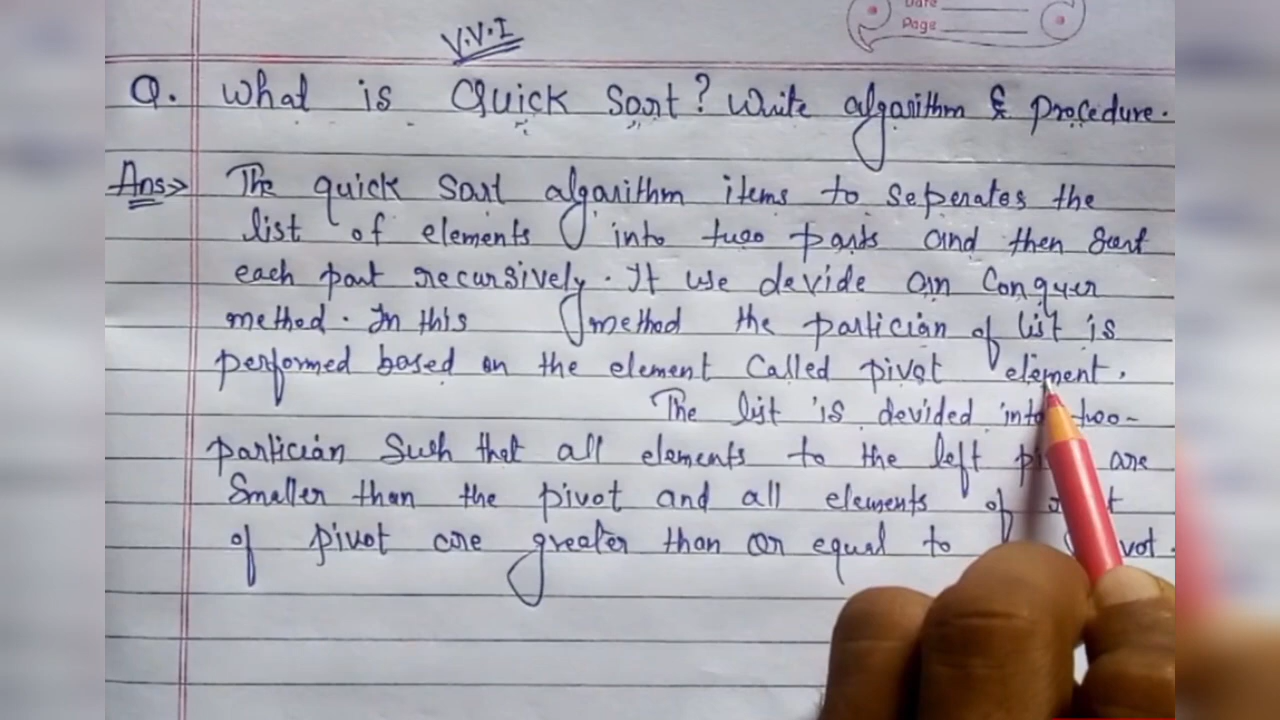 Date
Page
V.V.I
Q. What is Quick Sort? Write algorithm & procedure.
Ans> The quick Sort algorithm items to seperates the
list of elements into two parts and then Sort
each part recursively. It use devide an Conquer
method. In this method the partician of list is
performed based on the element Called pivot element.
The list is devided into two-
partician Such that all elements to the left are
Smaller than the pivot and all elements of
of pivot are greater than or equal to